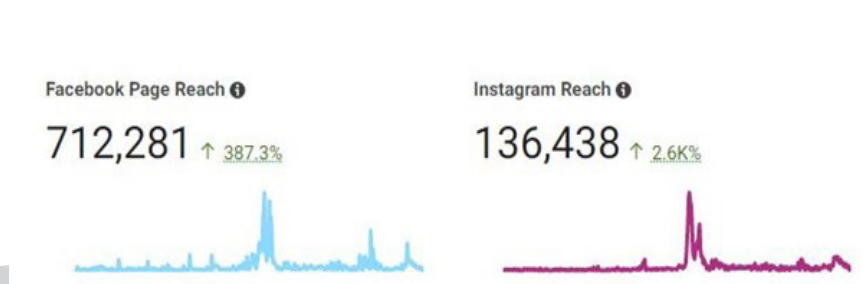 Facebook Page Reach
712,281 ↑ 387.3%
Instagram Reach
136,438 ↑ 2.6K%